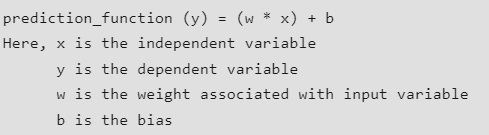 prediction_function (y) = (w * x) + b
Here, x is the independent variable
y is the dependent variable
w is the weight associated with input variable
b is the bias